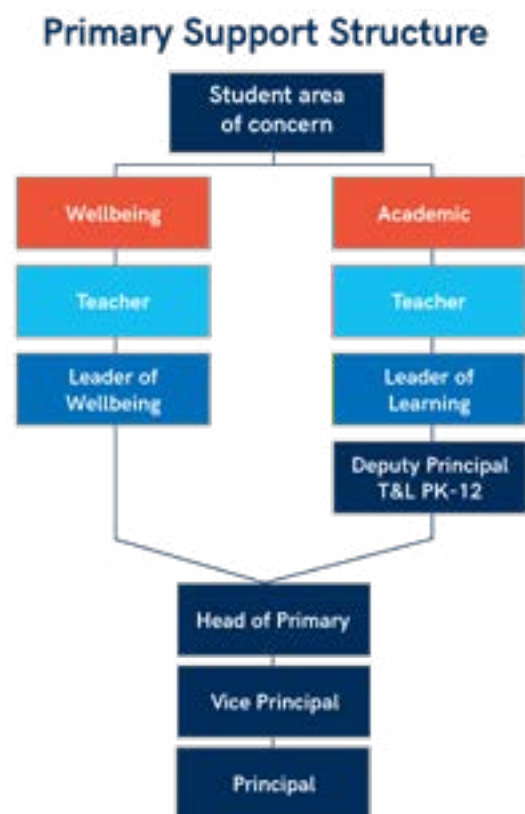 Primary Support Structure
Student area
of concern
Wellbeing
Academic
Teacher
Teacher
Leader of
Wellbeing
Leader of
Learning
Deputy Principal
T&L PK-12
Head of Primary
Vice Principal
Principal